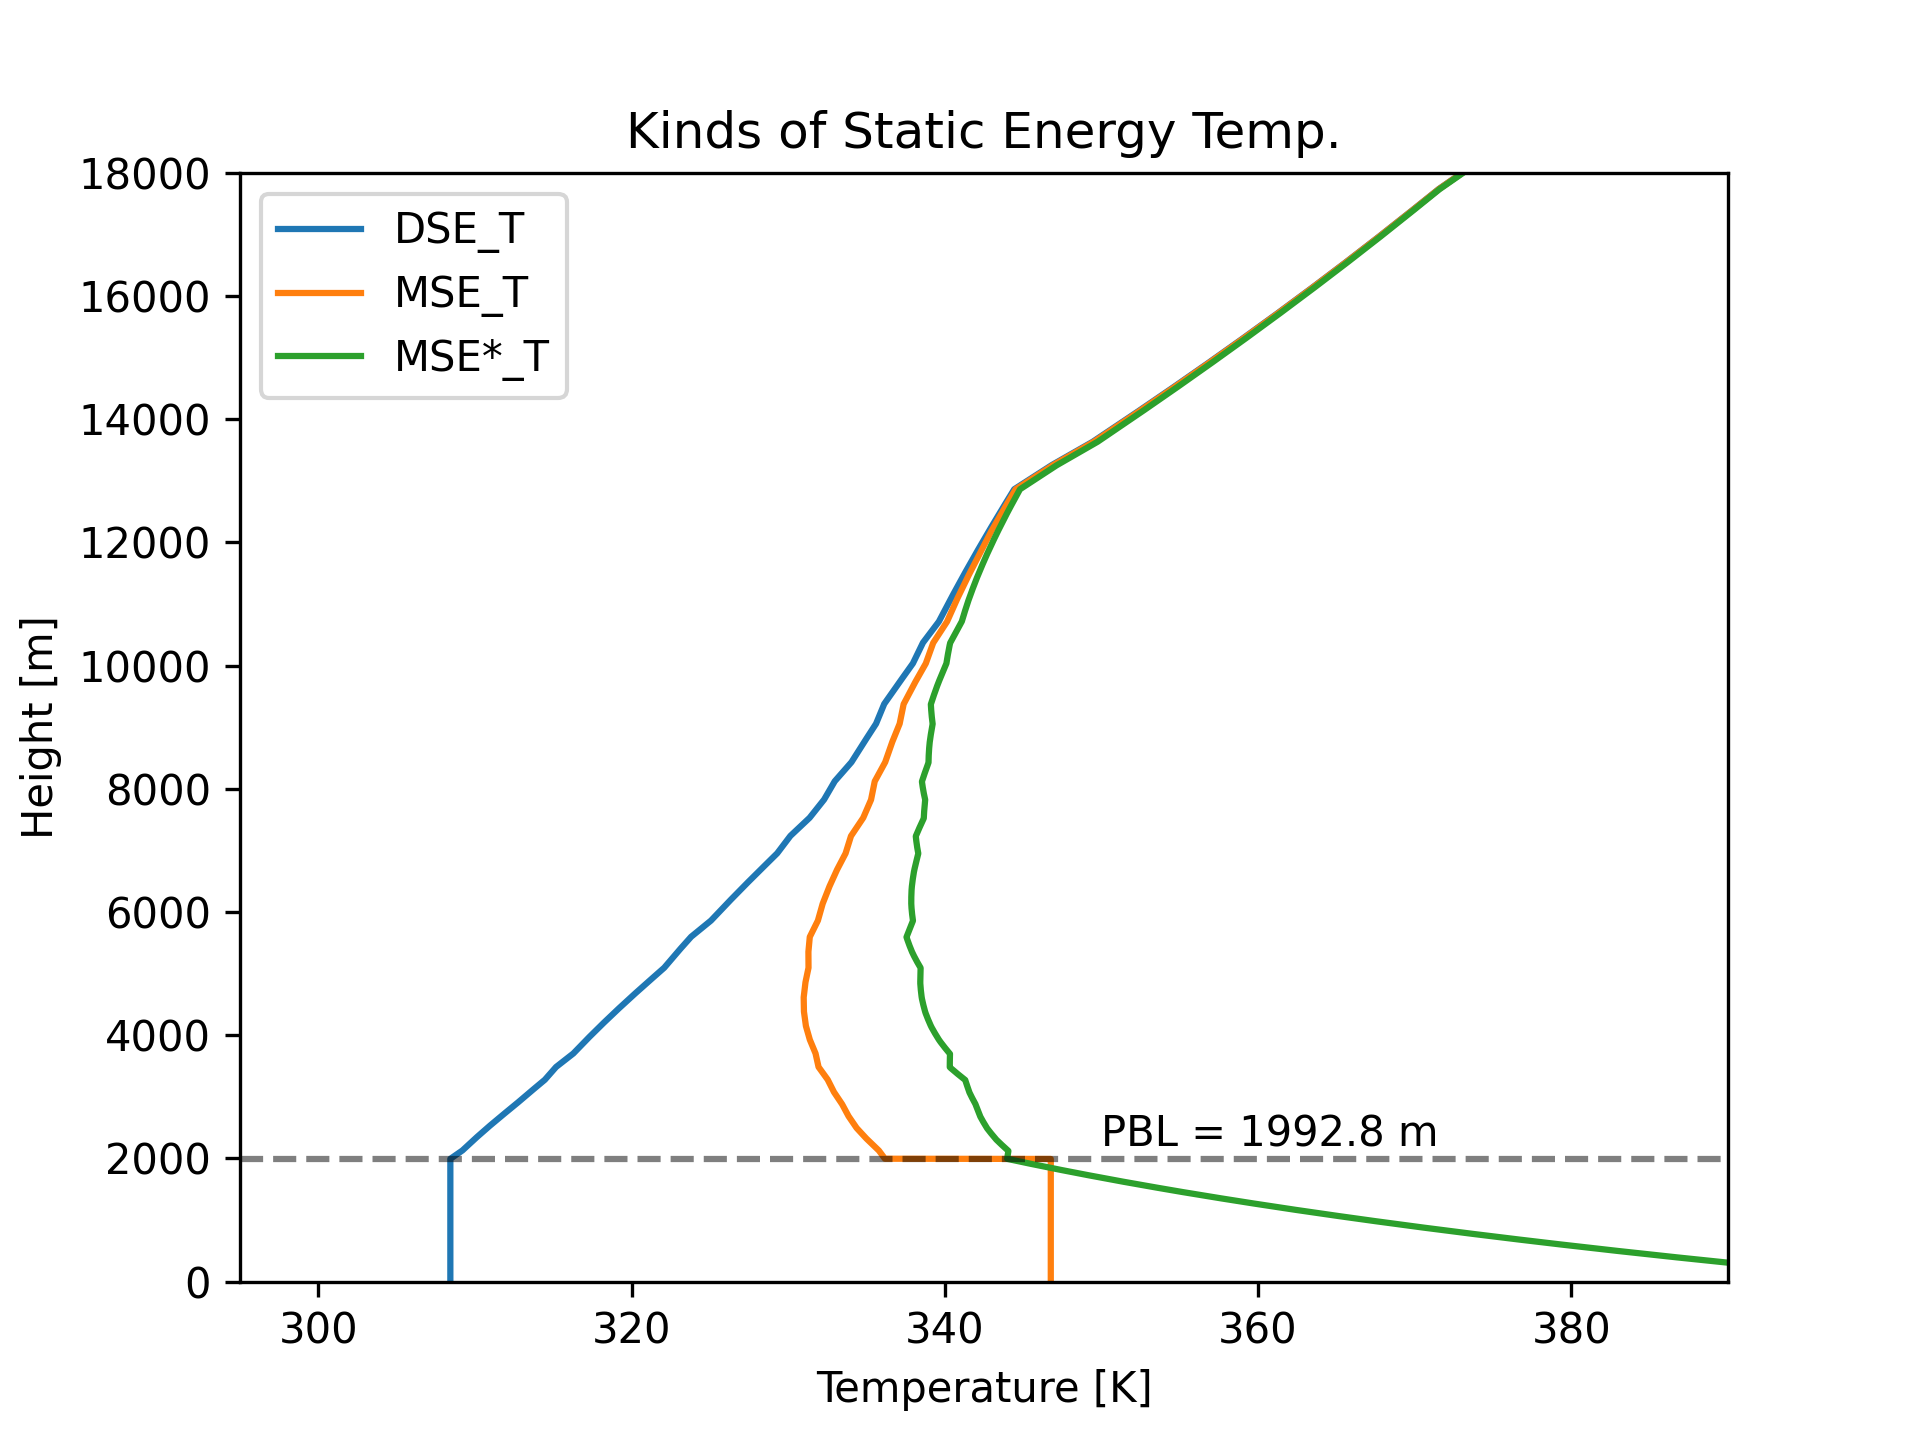 Kinds of Static Energy Temp.
18000
16000
14000
12000
10000
8000
6000
4000
2000
0
Height [m]
DSE_T
MSE_T
MSE*_T
PBL = 1992.8 m
300 320 340 360 380
Temperature [K]